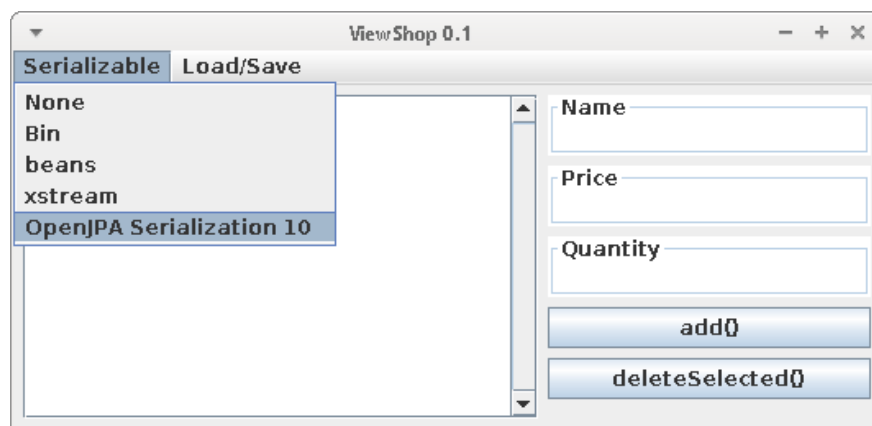 ViewShop 0.1
Serializable Load/Save
None
Bin
beans
xstream
OpenJPA Serialization 10
Name
Price
Quantity
add()
deleteSelected()